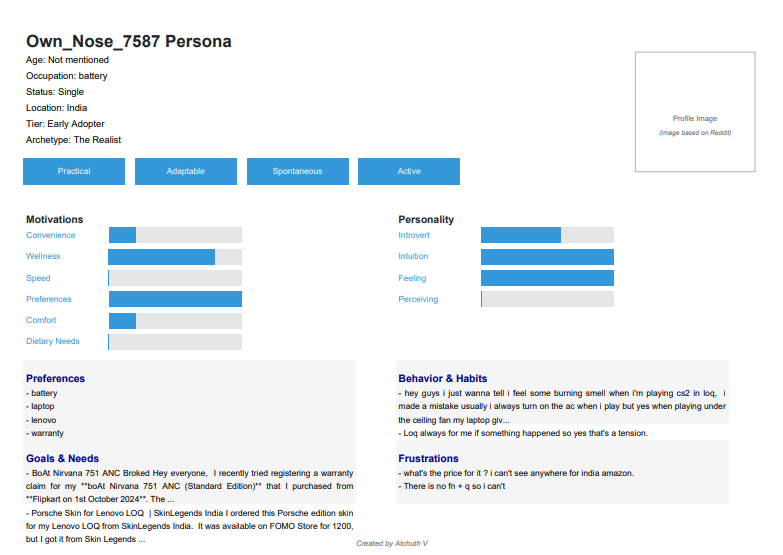 Own_Nose_7587 Persona
Age: Not mentioned
Occupation: battery
Status: Single
Location: India
Tier: Early Adopter
Archetype: The Realist
Profile Image
(Image based on Reddit)
Practical
Adaptable
Spontaneous
Active
Motivations
Convenience
Wellness
Speed
Preferences
Comfort
Dietary Needs
Personality
Introvert
Intuition
Feeling
Perceiving
Preferences
- battery
- laptop
- lenovo
- warranty
Goals & Needs
- BoAt Nirvana 751 ANC Broked Hey everyone, I recently tried registering a warranty
claim for my **boAt Nirvana 751 ANC (Standard Edition)** that I purchased from
**Flipkart on 1st October 2024**. The ...
- Porsche Skin for Lenovo LOQ | SkinLegends India I ordered this Porsche edition skin
for my Lenovo LOQ from SkinLegends India. It was available on FOMO Store for 1200,
but I got it from Skin Legends ...
Behavior & Habits
- hey guys i just wanna tell i feel some burning smell when i'm playing cs2 in loq, i
made a mistake usually i always turn on the ac when i play but yes when playing under
the ceiling fan my laptop giv...
- Loq always for me if something happened so yes that's a tension.
Frustrations
- what's the price for it ? i can't see anywhere for india amazon.
- There is no fn + q so i can't
Created by Atchuth V